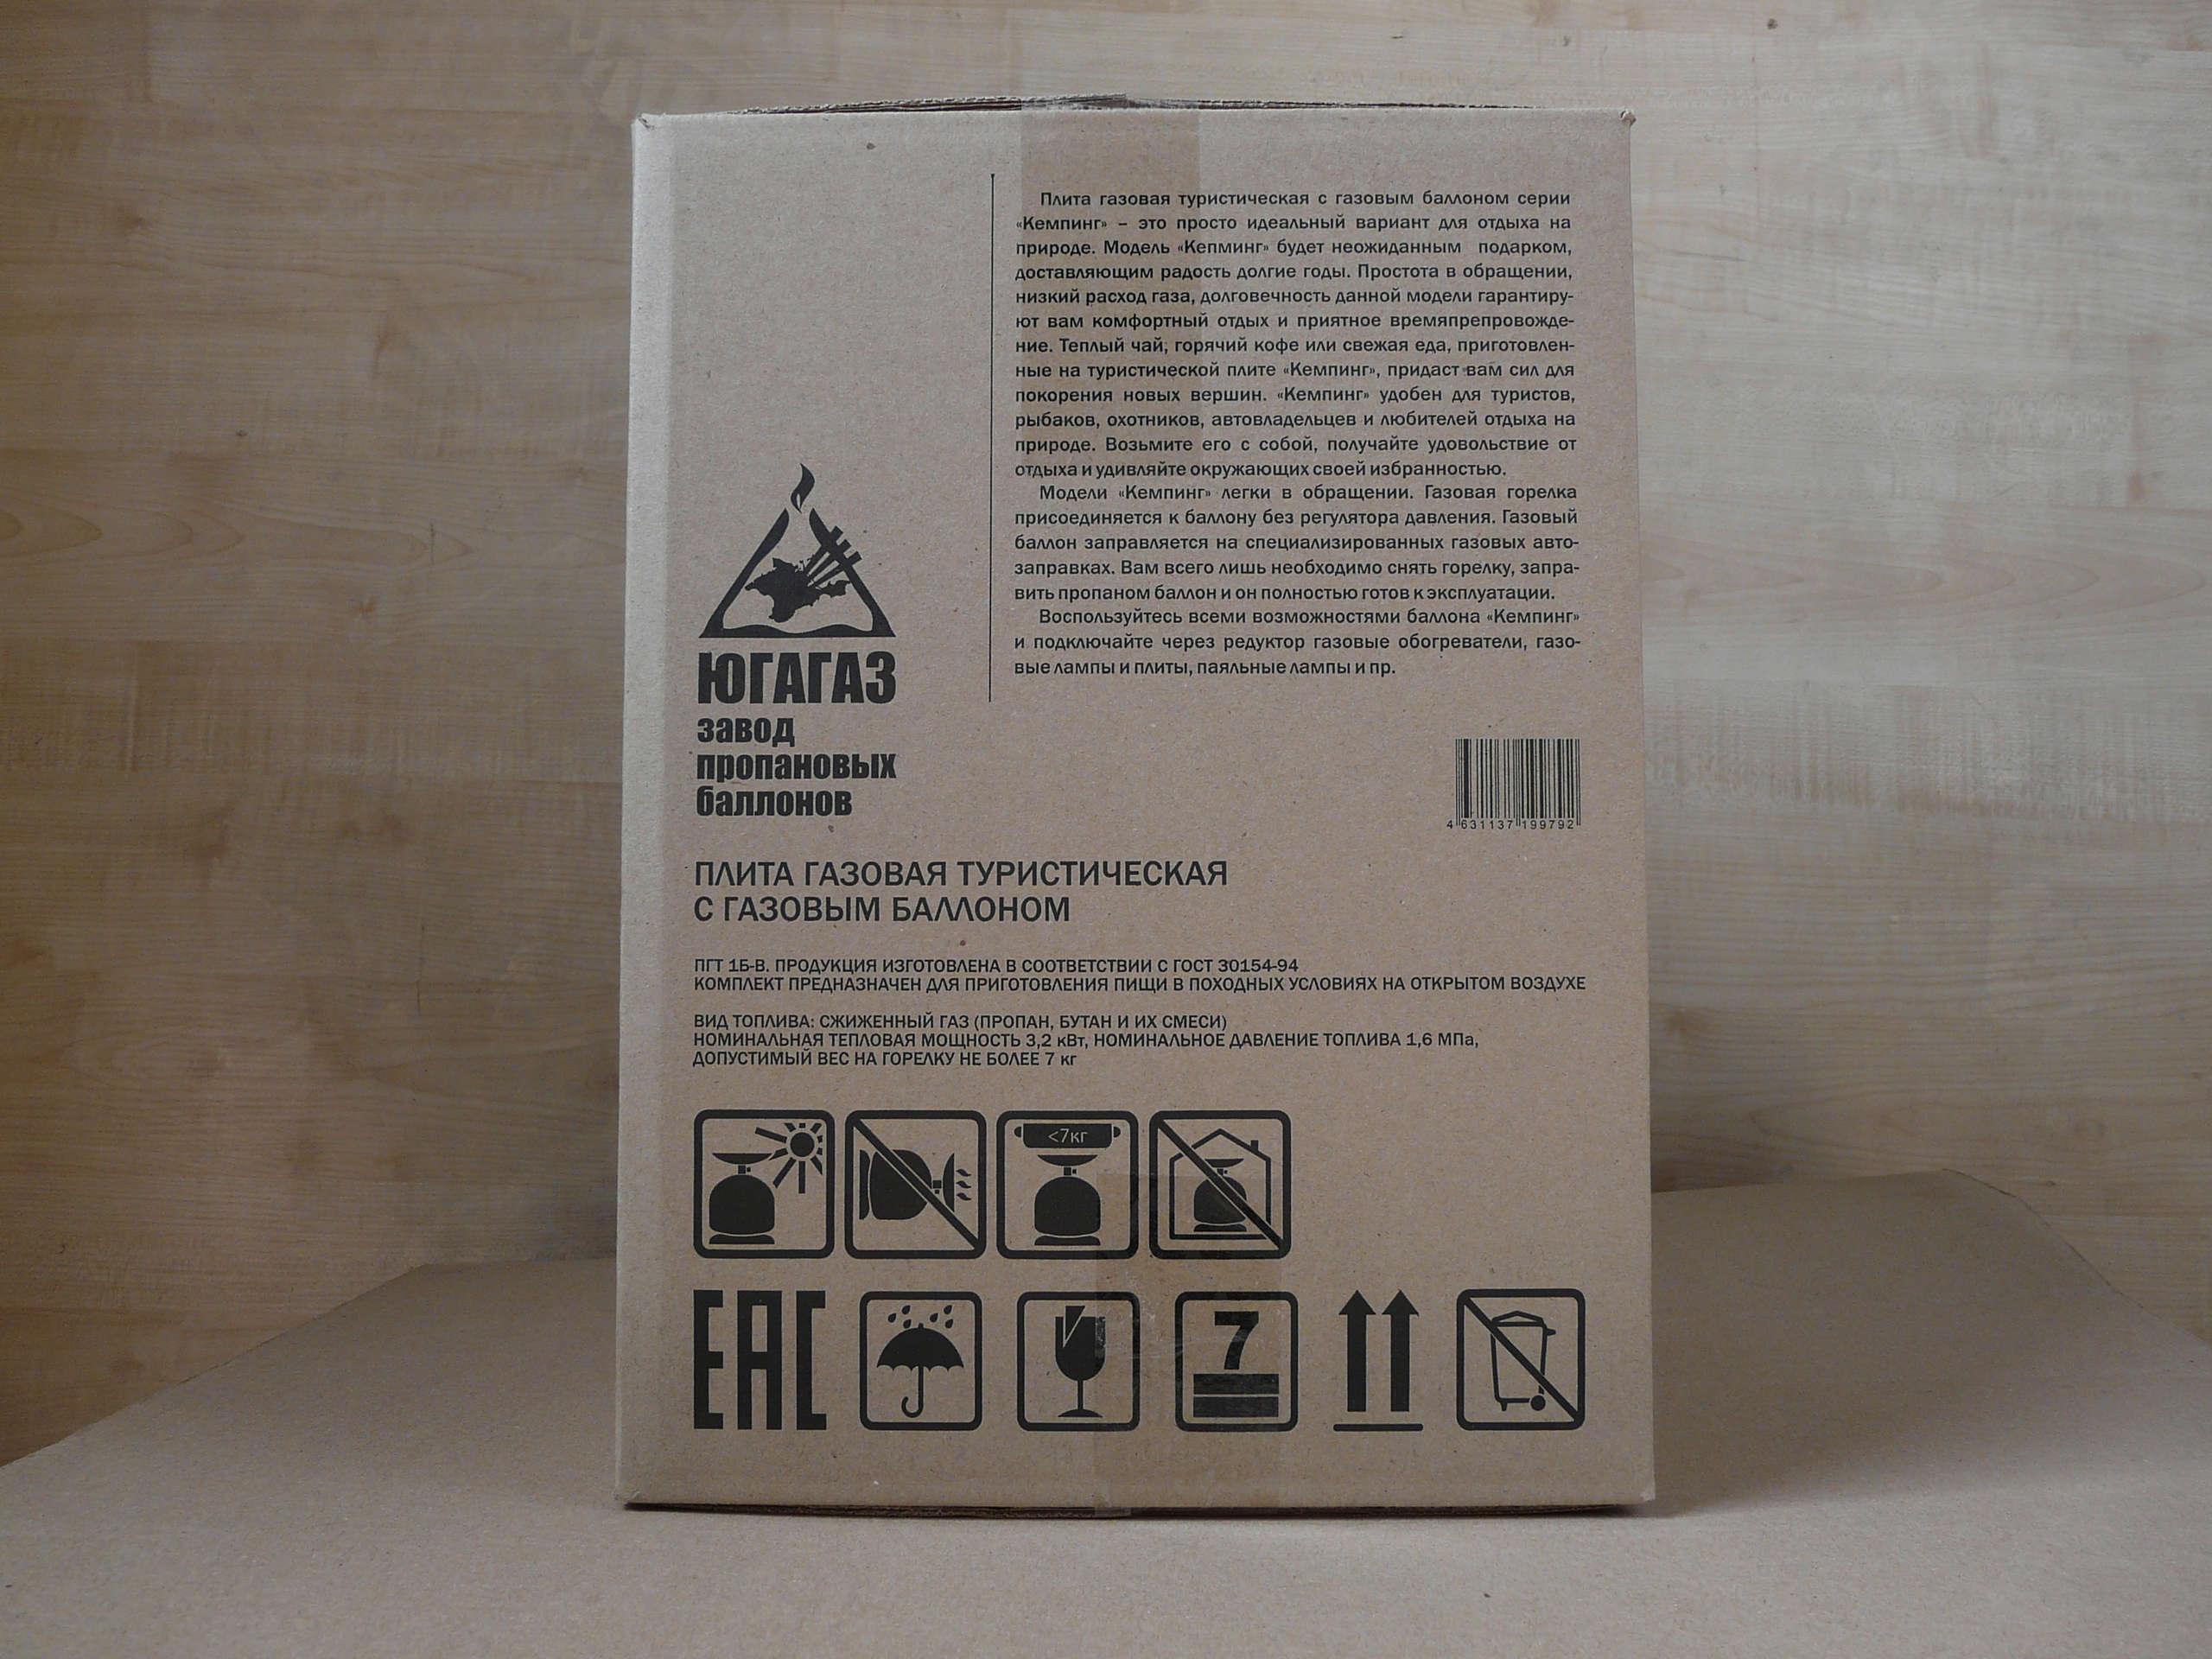 Плита газовая туристическая с газовым баллоном серии
«Кемпинг» – это просто идеальный вариант для отдыха на
природе. Модель «Кепминг» будет неожиданным подарком,
доставляющим радость долгие годы. Простота в обращении,
низкий расход газа, долговечность данной модели гарантиру-
ют вам комфортный отдых и приятное времяпрепровожде-
ние. Теплый чай, горячий кофе или свежая еда, приготовлен-
ные на туристической плите «Кемпинг», придаст вам сил для
покорения новых вершин. «Кемпинг» удобен для туристов,
рыбаков, охотников, автовладельцев и любителей отдыха на
природе. Возьмите его с собой, получайте удовольствие от
отдыха и удивляйте окружающих своей избранностью.
Модели «Кемпинг» легки в обращении. Газовая горелка
присоединяется к баллону без регулятора давления. Газовый
баллон заправляется на специализированных газовых авто-
заправках. Вам всего лишь необходимо снять горелку, запра-
вить пропаном баллон и он полностью готов к эксплуатации.
Воспользуйтесь всеми возможностями баллона «Кемпинг»
и подключайте через редуктор газовые обогреватели, газо-
вые лампы и плиты, паяльные лампы и пр.
ЮГАГАЗ
завод
пропановых
баллонов
4 631137 199792
ПЛИТА ГАЗОВАЯ ТУРИСТИЧЕСКАЯ
С ГАЗОВЫМ БАЛЛОНОМ
ПГТ 1Б-В. ПРОДУКЦИЯ ИЗГОТОВЛЕНА В СООТВЕТСТВИИ С ГОСТ 30154-94
КОМПЛЕКТ ПРЕДНАЗНАЧЕН ДЛЯ ПРИГОТОВЛЕНИЯ ПИЩИ В ПОХОДНЫХ УСЛОВИЯХ НА ОТКРЫТОМ ВОЗДУХЕ
ВИД ТОПЛИВА: СЖИЖЕННЫЙ ГАЗ (ПРОПАН, БУТАН И ИХ СМЕСИ)
НОМИНАЛЬНАЯ ТЕПЛОВАЯ МОЩНОСТЬ 3,2 кВт, НОМИНАЛЬНОЕ ДАВЛЕНИЕ ТОПЛИВА 1,6 МПа,
ДОПУСТИМЫЙ ВЕС НА ГОРЕЛКУ НЕ БОЛЕЕ 7 кг
<7кг
EAC
7